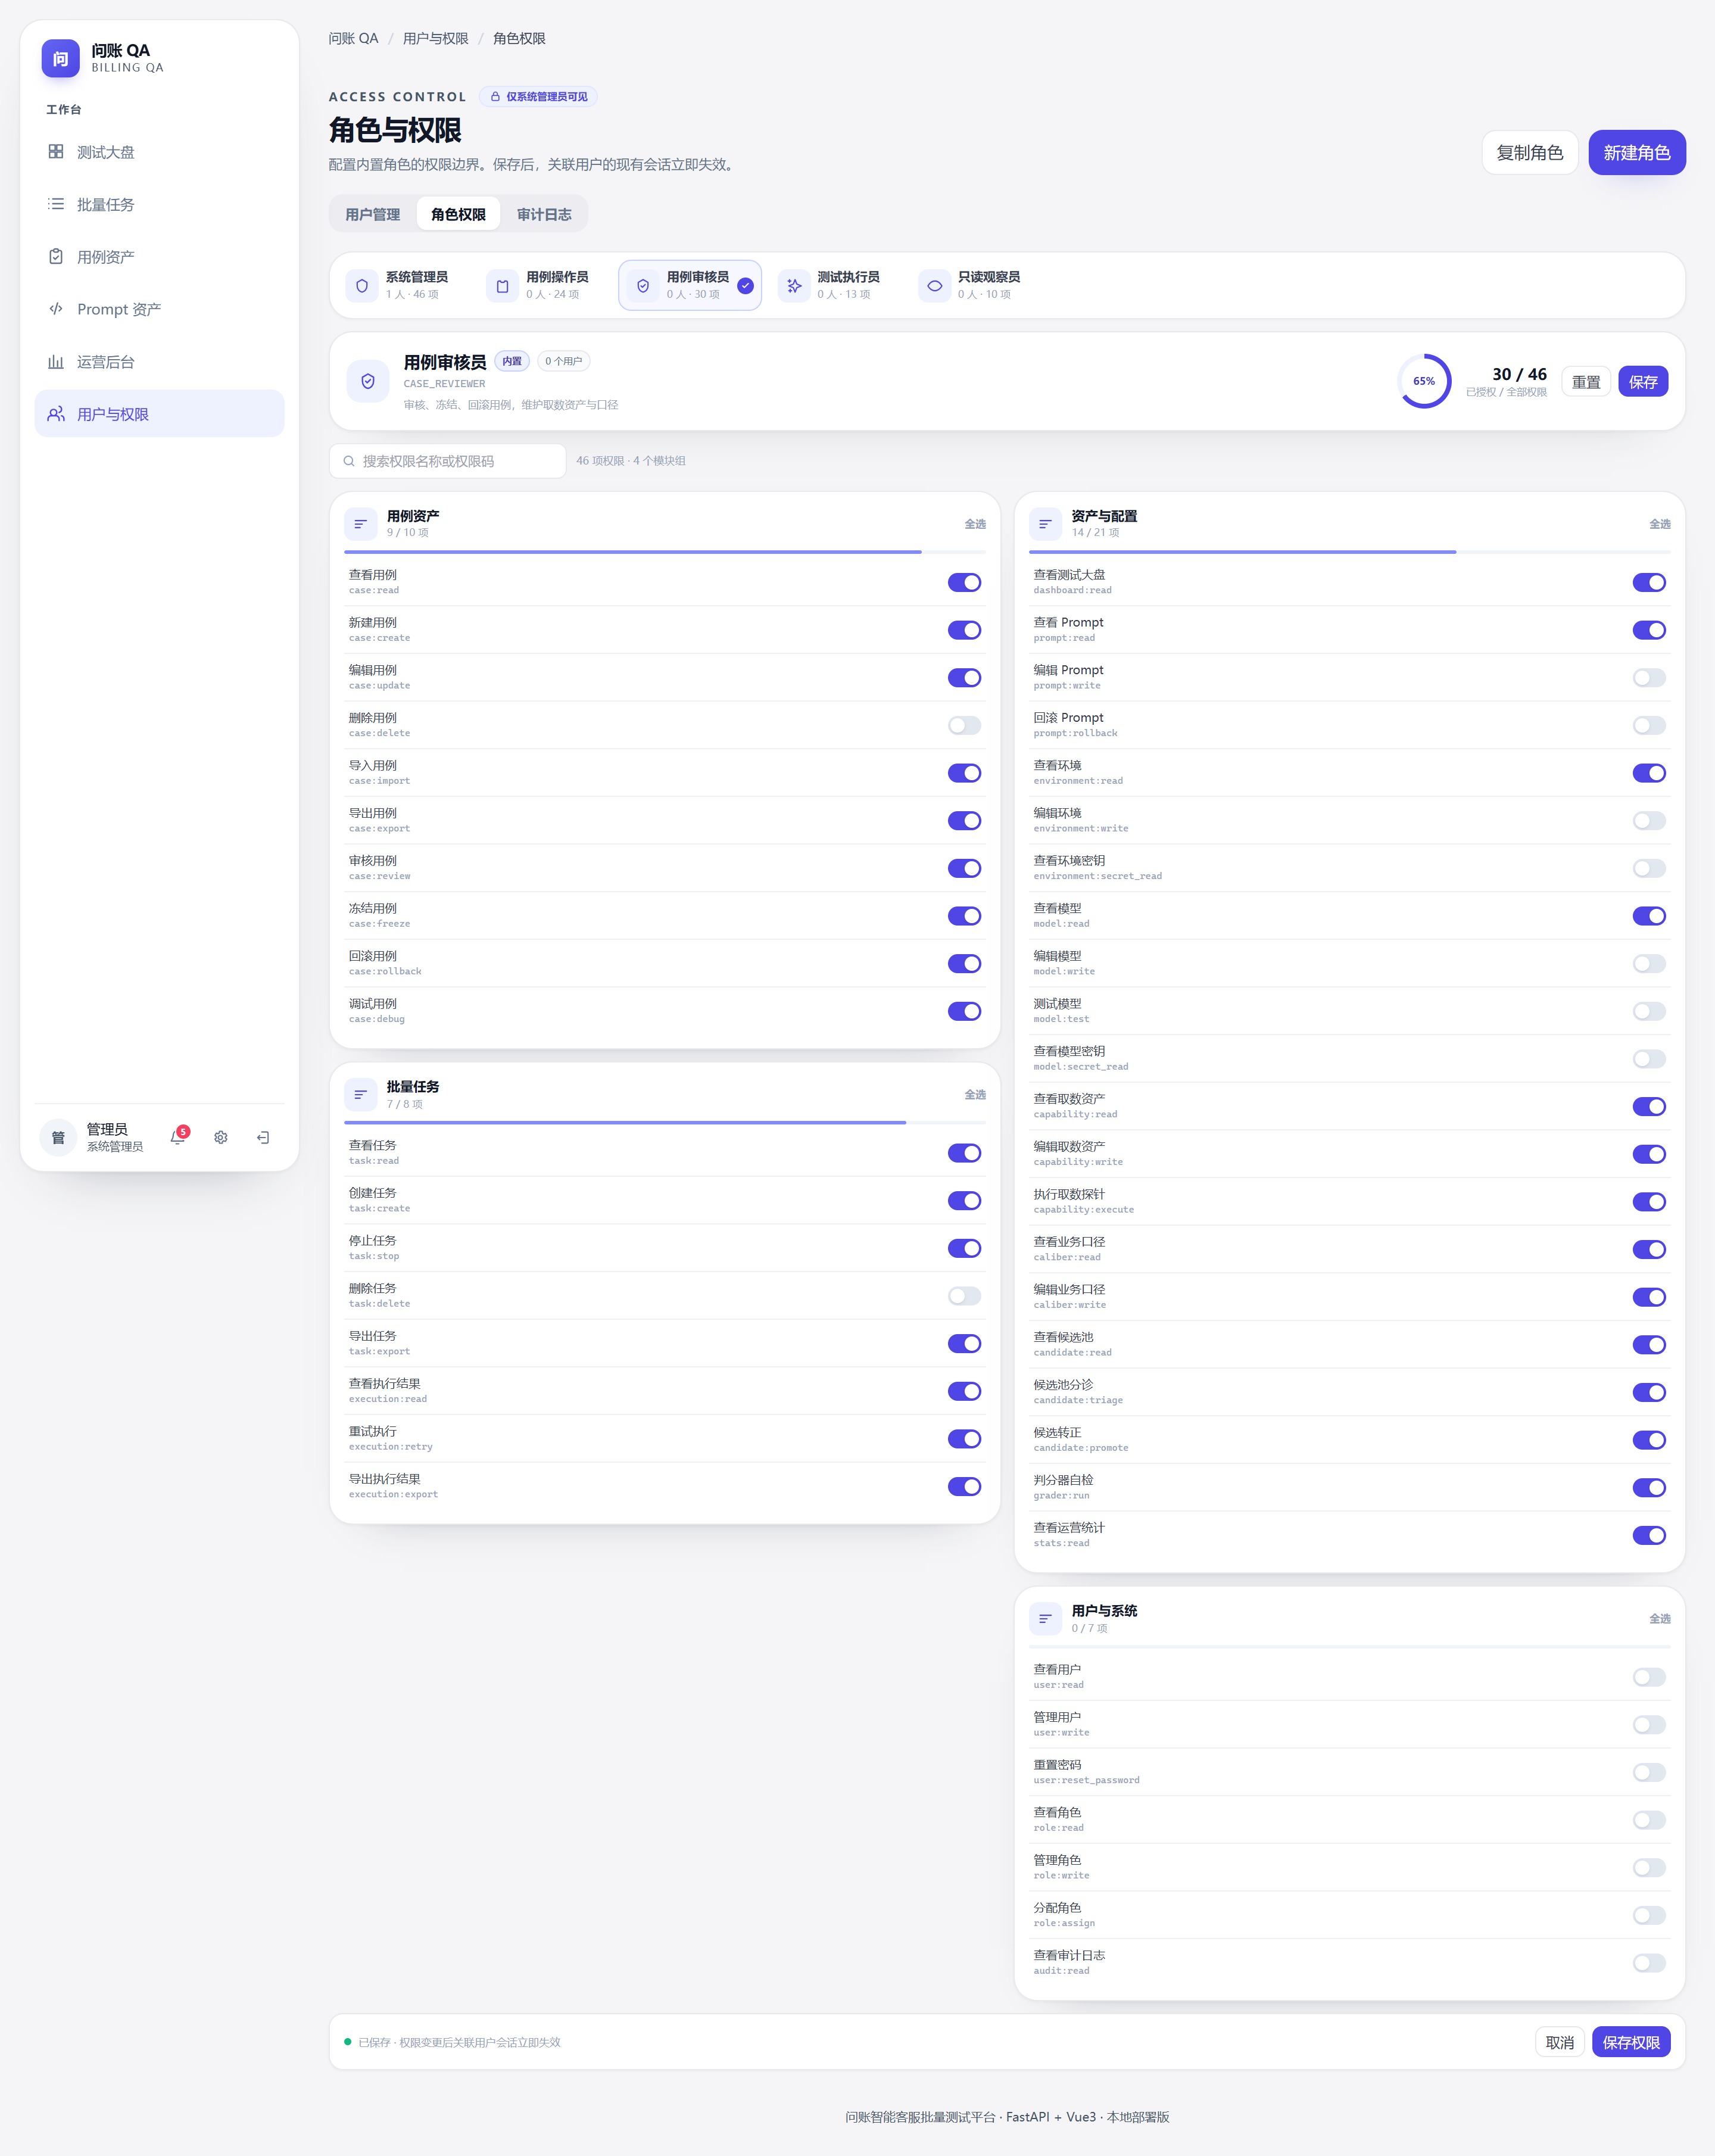 问
问账 QA
BILLING QA
工作台
测试大盘
批量任务
用例资产
Prompt 资产
运营后台
用户与权限
管
管理员
系统管理员
5
问账 QA / 用户与权限 / 角色权限
ACCESS CONTROL
仅系统管理员可见
角色与权限
配置内置角色的权限边界。保存后，关联用户的现有会话立即失效。
复制角色
新建角色
用户管理
角色权限
审计日志
系统管理员
1 人 · 46 项
用例操作员
0 人 · 24 项
用例审核员
0 人 · 30 项
测试执行员
0 人 · 13 项
只读观察员
0 人 · 10 项
用例审核员
内置
0 个用户
CASE_REVIEWER
审核、冻结、回滚用例，维护取数资产与口径
65%
30 / 46
已授权 / 全部权限
重置
保存
搜索权限名称或权限码
46 项权限 · 4 个模块组
用例资产
9 / 10 项
全选
查看用例
case:read
新建用例
case:create
编辑用例
case:update
删除用例
case:delete
导入用例
case:import
导出用例
case:export
审核用例
case:review
冻结用例
case:freeze
回滚用例
case:rollback
调试用例
case:debug
批量任务
7 / 8 项
全选
查看任务
task:read
创建任务
task:create
停止任务
task:stop
删除任务
task:delete
导出任务
task:export
查看执行结果
execution:read
重试执行
execution:retry
导出执行结果
execution:export
资产与配置
14 / 21 项
全选
查看测试大盘
dashboard:read
查看 Prompt
prompt:read
编辑 Prompt
prompt:write
回滚 Prompt
prompt:rollback
查看环境
environment:read
编辑环境
environment:write
查看环境密钥
environment:secret_read
查看模型
model:read
编辑模型
model:write
测试模型
model:test
查看模型密钥
model:secret_read
查看取数资产
capability:read
编辑取数资产
capability:write
执行取数探针
capability:execute
查看业务口径
caliber:read
编辑业务口径
caliber:write
查看候选池
candidate:read
候选池分诊
candidate:triage
候选转正
candidate:promote
判分器自检
grader:run
查看运营统计
stats:read
用户与系统
0 / 7 项
全选
查看用户
user:read
管理用户
user:write
重置密码
user:reset_password
查看角色
role:read
管理角色
role:write
分配角色
role:assign
查看审计日志
audit:read
已保存 · 权限变更后关联用户会话立即失效
取消
保存权限
问账智能客服批量测试平台 · FastAPI + Vue3 · 本地部署版